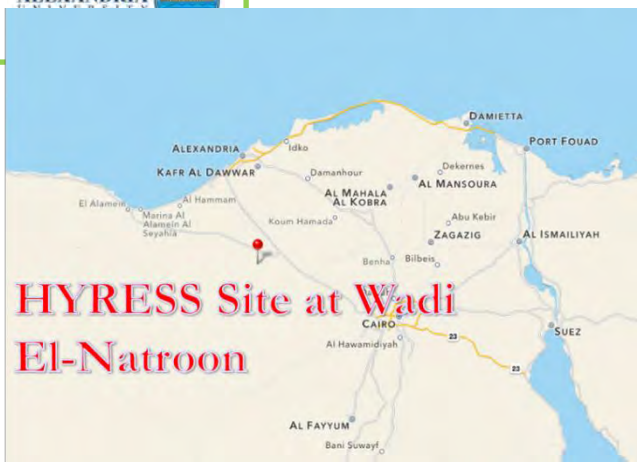 UNIVERSITY
DAMIETTA
ALEXANDRIA
Idko
PORT FOUAD
KAFR AL DAWWAR
Damanhour
Dekernes
AL MAHALA
AL KOBRA
AL MANSOURA
El Alamein
Al Hammam
Marina Al
Alamein Al
Seyahia
Koum Hamada
Abu Kebir
ZAGAZIG
AL ISMAILIYAH
Benha
Bilbeis
HYRESS Site at Wadi
El-Natroon
CAIRO
SUEZ
Al Hawamidiyah
23
23
AL FAYYUM
Bani Suwayf